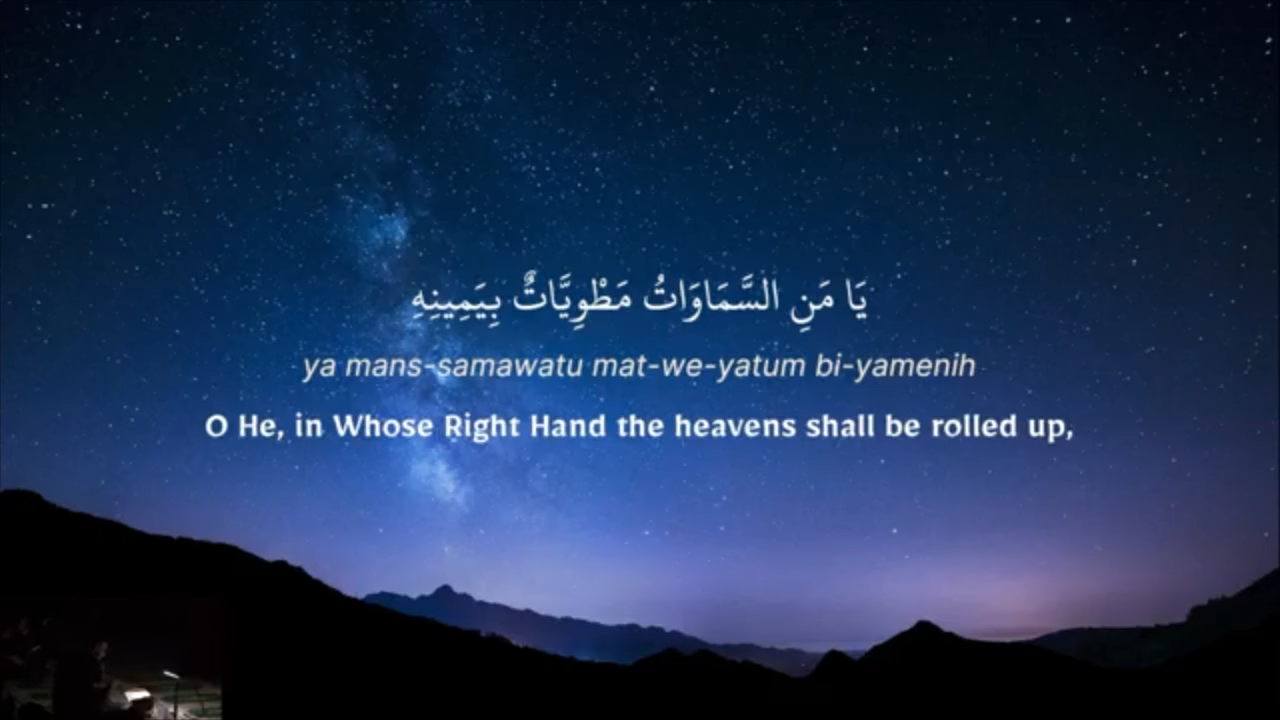 يَا مَنِ السَّمَاوَاتُ مَطْوِيَّاتٌ بِيَمِينِهِ
ya mans-samawatu mat-we-yatum bi-yamenih
O He, in Whose Right Hand the heavens shall be rolled up,